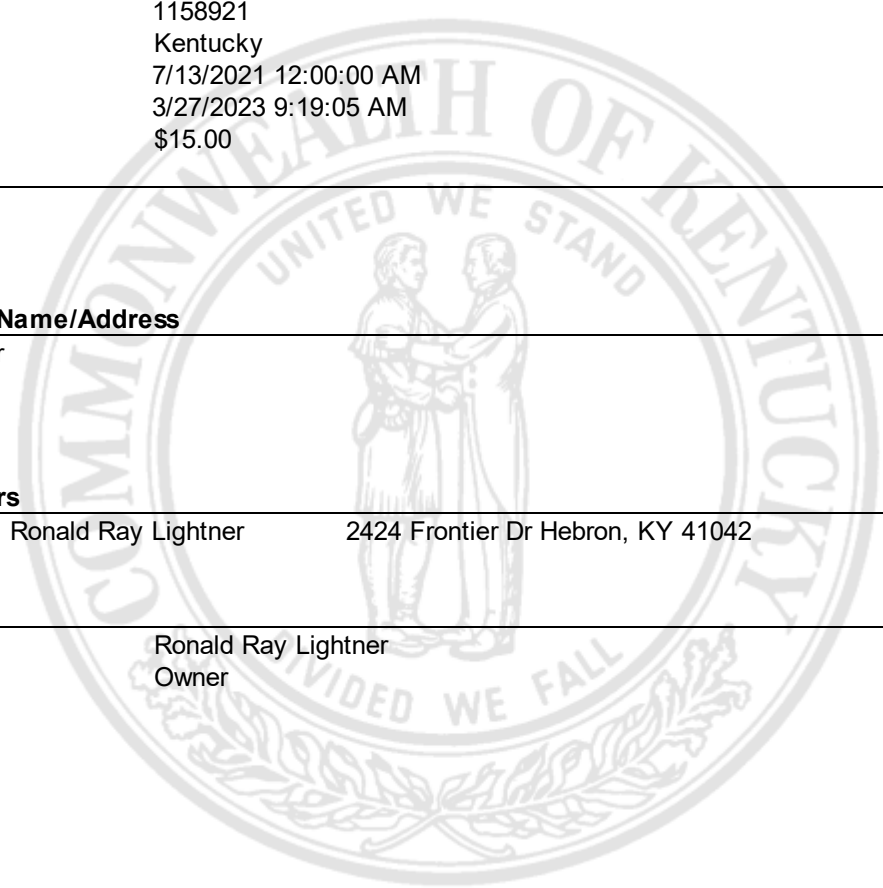 1158921
Kentucky
7/13/2021 12:00:00 AM
3/27/2023 9:19:05 AM
$15.00
Name/Address
r
rs
Ronald Ray Lightner 2424 Frontier Dr Hebron, KY 41042
Ronald Ray Lightner
Owner
COMMONWEALTH OF KENTUCKY
UNITED WE STAND
DIVIDED WE FALL